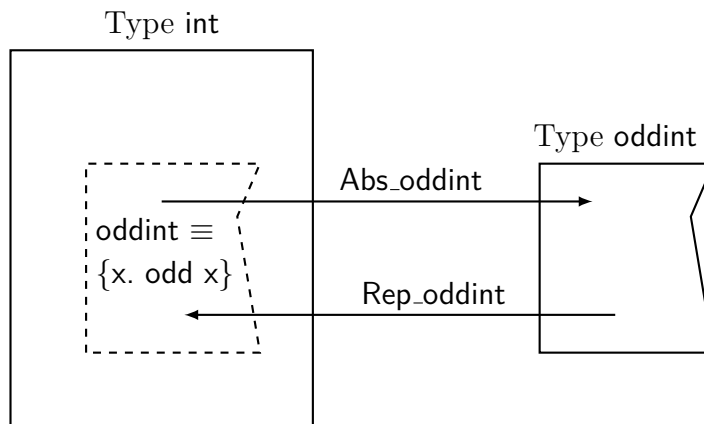 Type int
Type oddint
Abs_oddint
oddint ≡
{x. odd x}
Rep_oddint